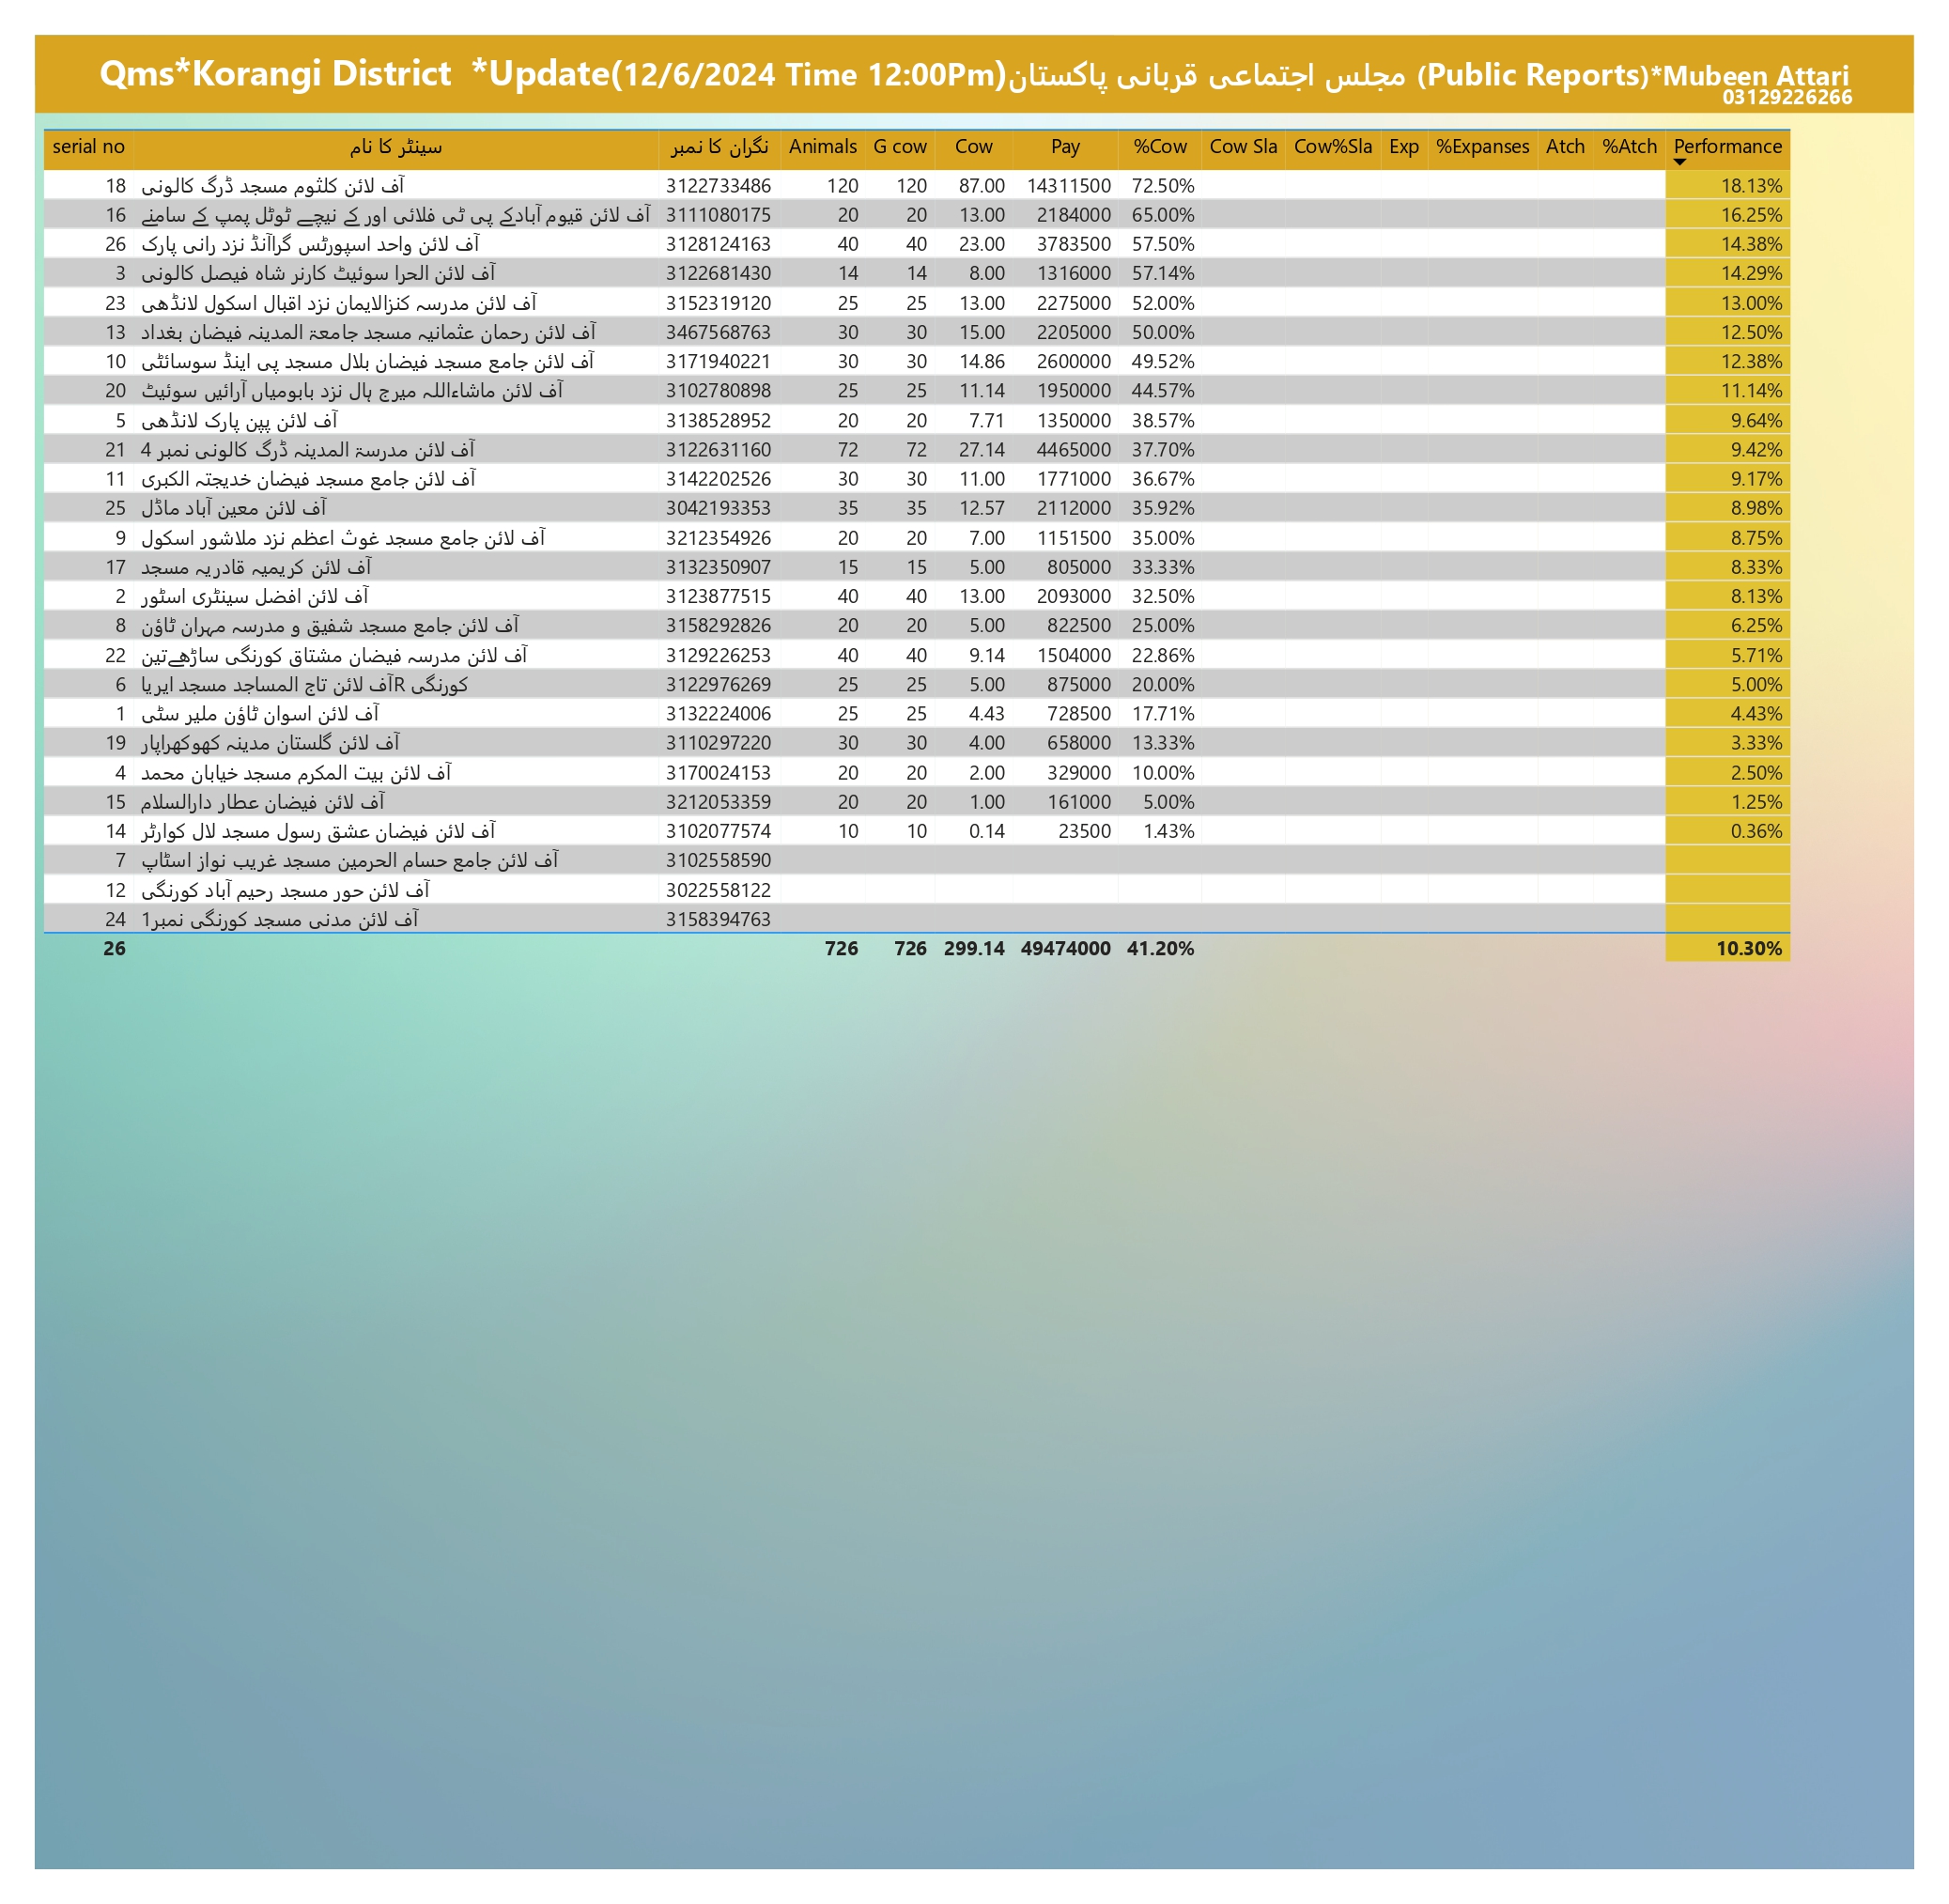 Qms*Korangi District *Update(12/6/2024 Time 12:00Pm)مجلس اجتماعی قربانی پاکستان (Public Reports)*Mubeen Attari
03129226266
serial no سینٹر کا نام نگران کا نمبر Animals G cow Cow Pay %Cow Cow Sla Cow%Sla Exp %Expanses Atch %Atch Performance
18 آف لائن کلثوم مسجد ڈرگ کالونی 3122733486 120 120 87.00 14311500 72.50% 18.13%
16 آف لائن قیوم آبادکے پی ٹی فلائی اور کے نیچے ٹوٹل پمپ کے سامنے 3111080175 20 20 13.00 2184000 65.00% 16.25%
26 آف لائن واحد اسپورٹس گراآنڈ نزد رانی پارک 3128124163 40 40 23.00 3783500 57.50% 14.38%
3 آف لائن الحرا سوئیٹ کارنر شاہ فیصل کالونی 3122681430 14 14 8.00 1316000 57.14% 14.29%
23 آف لائن مدرسہ کنزالایمان نزد اقبال اسکول لانڈھی 3152319120 25 25 13.00 2275000 52.00% 13.00%
13 آف لائن رحمان عثمانیہ مسجد جامعۃ المدینہ فیضان بغداد 3467568763 30 30 15.00 2205000 50.00% 12.50%
10 آف لائن جامع مسجد فیضان بلال مسجد پی اینڈ سوسائٹی 3171940221 30 30 14.86 2600000 49.52% 12.38%
20 آف لائن ماشاءاللہ میرج ہال نزد بابومیاں آرائیں سوئیٹ 3102780898 25 25 11.14 1950000 44.57% 11.14%
5 آف لائن پپن پارک لانڈھی 3138528952 20 20 7.71 1350000 38.57% 9.64%
21 آف لائن مدرسۃ المدینہ ڈرگ کالونی نمبر 4 3122631160 72 72 27.14 4465000 37.70% 9.42%
11 آف لائن جامع مسجد فیضان خدیجتہ الکبری 3142202526 30 30 11.00 1771000 36.67% 9.17%
25 آف لائن معین آباد ماڈل 3042193353 35 35 12.57 2112000 35.92% 8.98%
9 آف لائن جامع مسجد غوث اعظم نزد ملاشور اسکول 3212354926 20 20 7.00 1151500 35.00% 8.75%
17 آف لائن کریمیہ قادریہ مسجد 3132350907 15 15 5.00 805000 33.33% 8.33%
2 آف لائن افضل سینٹری اسٹور 3123877515 40 40 13.00 2093000 32.50% 8.13%
8 آف لائن جامع مسجد شفیق و مدرسہ مہران ٹاؤن 3158292826 20 20 5.00 822500 25.00% 6.25%
22 آف لائن مدرسہ فیضان مشتاق کورنگی ساڑھےتین 3129226253 40 40 9.14 1504000 22.86% 5.71%
6 آف لائن تاج المساجد مسجد ایریاR کورنگی 3122976269 25 25 5.00 875000 20.00% 5.00%
1 آف لائن اسوان ٹاؤن ملیر سٹی 3132224006 25 25 4.43 728500 17.71% 4.43%
19 آف لائن گلستان مدینہ کھوکھراپار 3110297220 30 30 4.00 658000 13.33% 3.33%
4 آف لائن بیت المکرم مسجد خیابان محمد 3170024153 20 20 2.00 329000 10.00% 2.50%
15 آف لائن فیضان عطار دارالسلام 3212053359 20 20 1.00 161000 5.00% 1.25%
14 آف لائن فیضان عشق رسول مسجد لال کوارٹر 3102077574 10 10 0.14 23500 1.43% 0.36%
7 آف لائن جامع حسام الحرمین مسجد غریب نواز اسٹاپ 3102558590
12 آف لائن حور مسجد رحیم آباد کورنگی 3022558122
24 آف لائن مدنی مسجد کورنگی نمبر1 3158394763
26 726 726 299.14 49474000 41.20% 10.30%